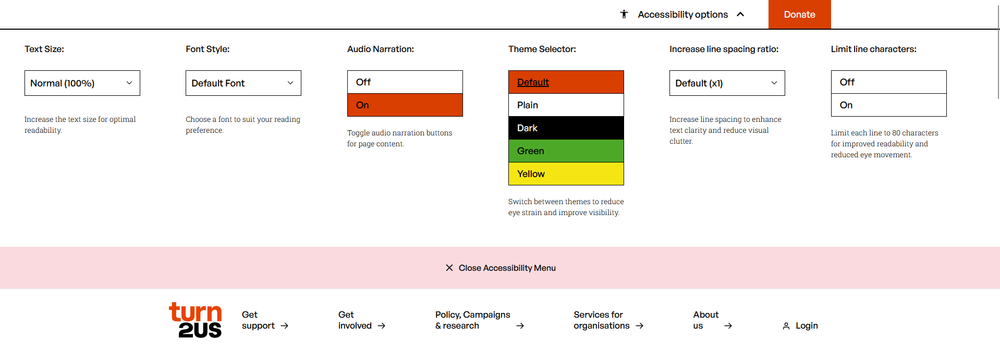 Accessibility options
Donate
Text Size:
Normal (100%)
Increase the text size for optimal
readability.
Font Style:
Default Font
Choose a font to suit your reading
preference.
Audio Narration:
Off
On
Toggle audio narration buttons
for page content.
Theme Selector:
Default
Plain
Dark
Green
Yellow
Switch between themes to reduce
eye strain and improve visibility.
Increase line spacing ratio:
Default (x1)
Increase line spacing to enhance
text clarity and reduce visual
clutter.
Limit line characters:
Off
On
Limit each line to 80 characters
for improved readability and
reduced eye movement.
Close Accessibility Menu
turn
2us
Get
support
Get
involved
Policy, Campaigns
& research
Services for
organisations
About
us
Login